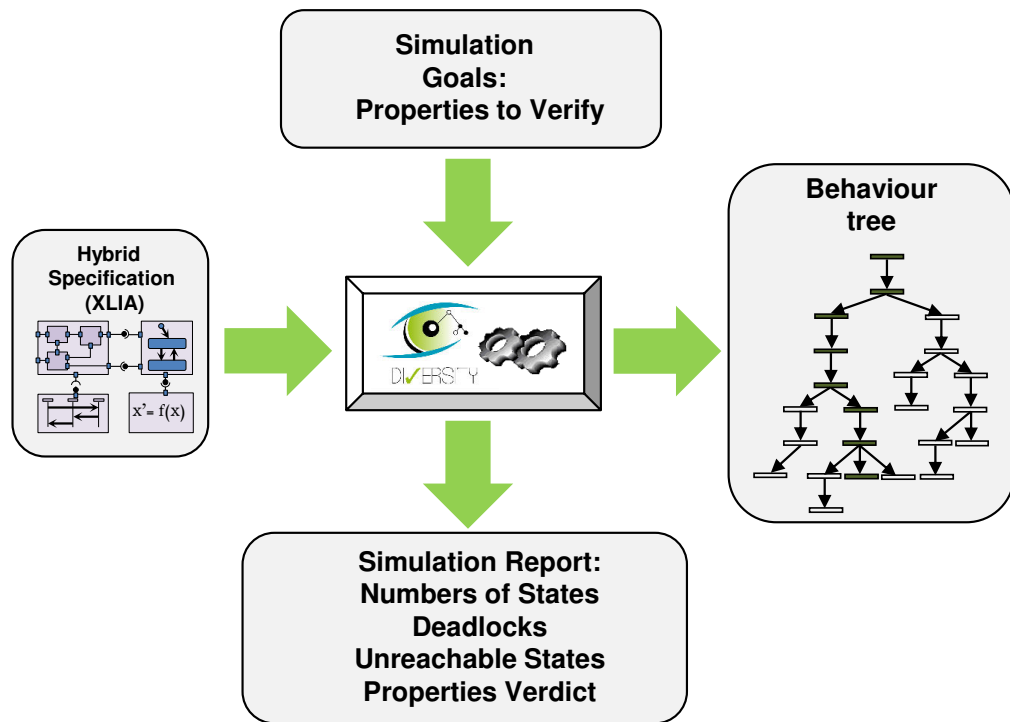 Simulation
Goals:
Properties to Verify
Hybrid
Specification
(XLIA)
x'= f(x)
DIVERSITY
Behaviour
tree
Simulation Report:
Numbers of States
Deadlocks
Unreachable States
Properties Verdict